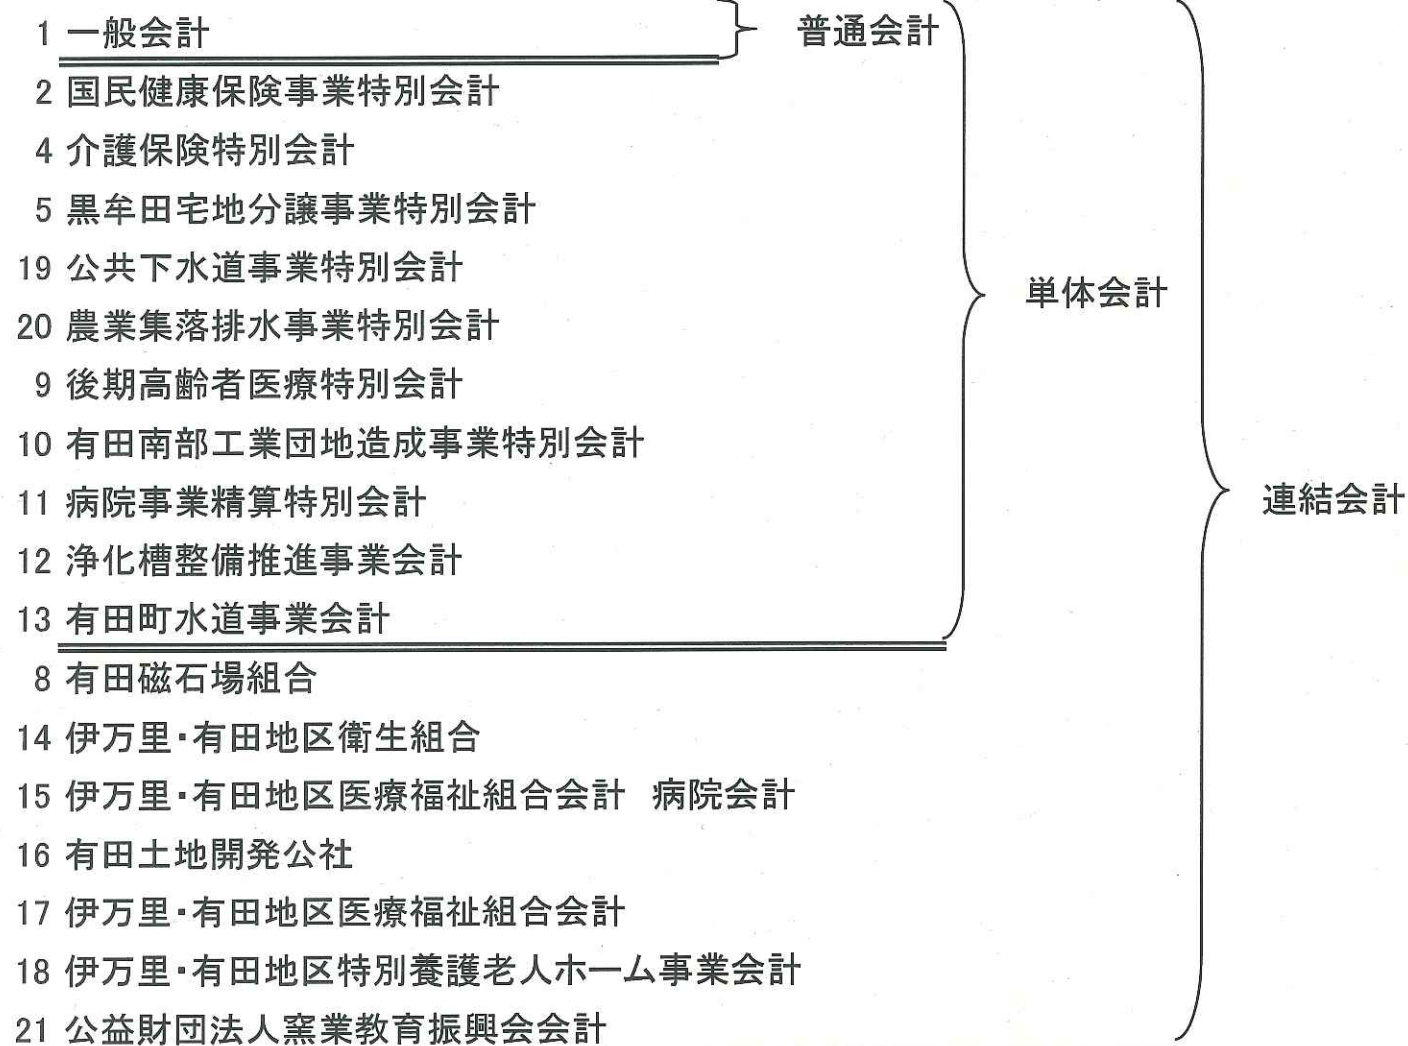 1 一般会計 普通会計
2 国民健康保険事業特別会計
4 介護保険特別会計
5 黒牟田宅地分譲事業特別会計
19 公共下水道事業特別会計
単体会計
20 農業集落排水事業特別会計
9 後期高齢者医療特別会計
10 有田南部工業団地造成事業特別会計
11 病院事業精算特別会計
連結会計
12 浄化槽整備推進事業会計
13 有田町水道事業会計
8 有田磁石場組合
14 伊万里・有田地区衛生組合
15 伊万里・有田地区医療福祉組合会計 病院会計
16 有田土地開発公社
17 伊万里・有田地区医療福祉組合会計
18 伊万里・有田地区特別養護老人ホーム事業会計
21 公益財団法人窯業教育振興会会計